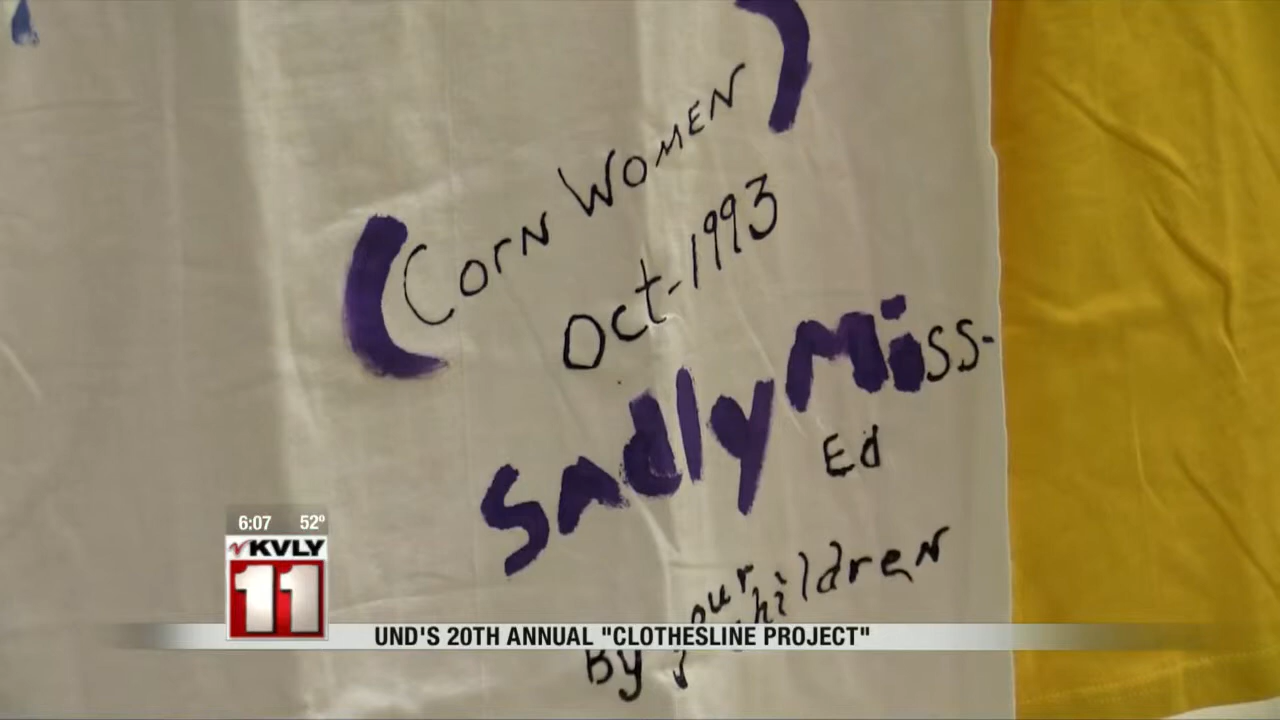 (Corn Women)
Oct-1993
Sadly Miss-
Ed
By your children
6:07 52°
KVLY
11
UND'S 20TH ANNUAL "CLOTHESLINE PROJECT"